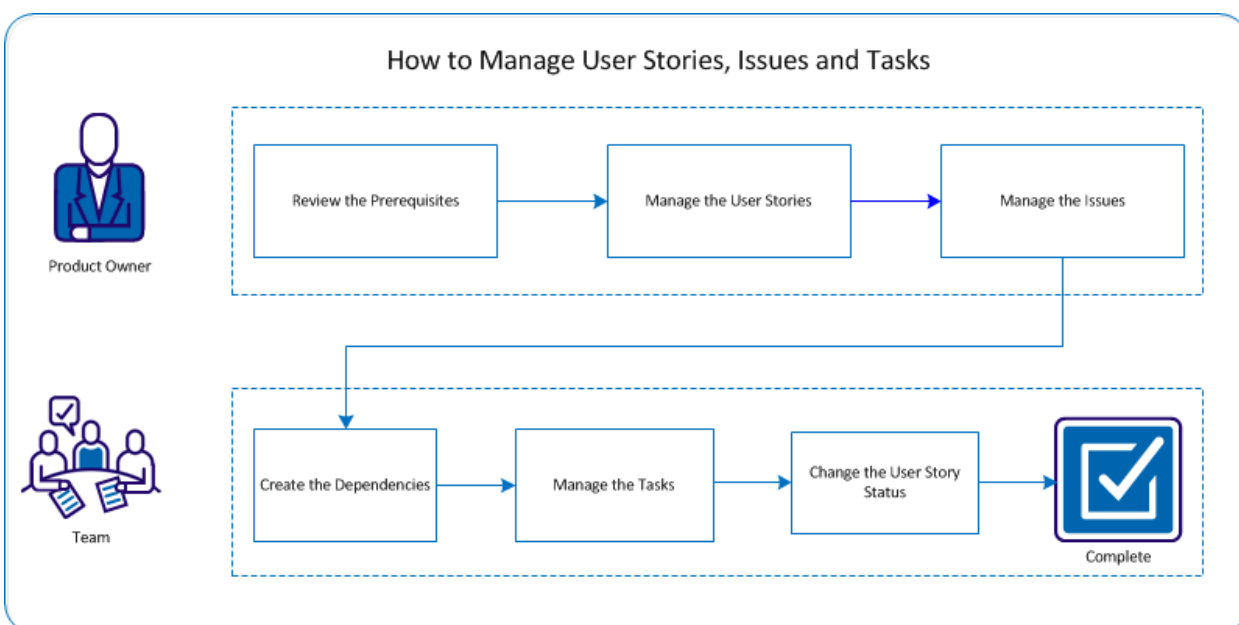 How to Manage User Stories, Issues and Tasks
Review the Prerequisites
Manage the User Stories
Manage the Issues
Product Owner
Create the Dependencies
Manage the Tasks
Change the User Story
Status
Team
Complete